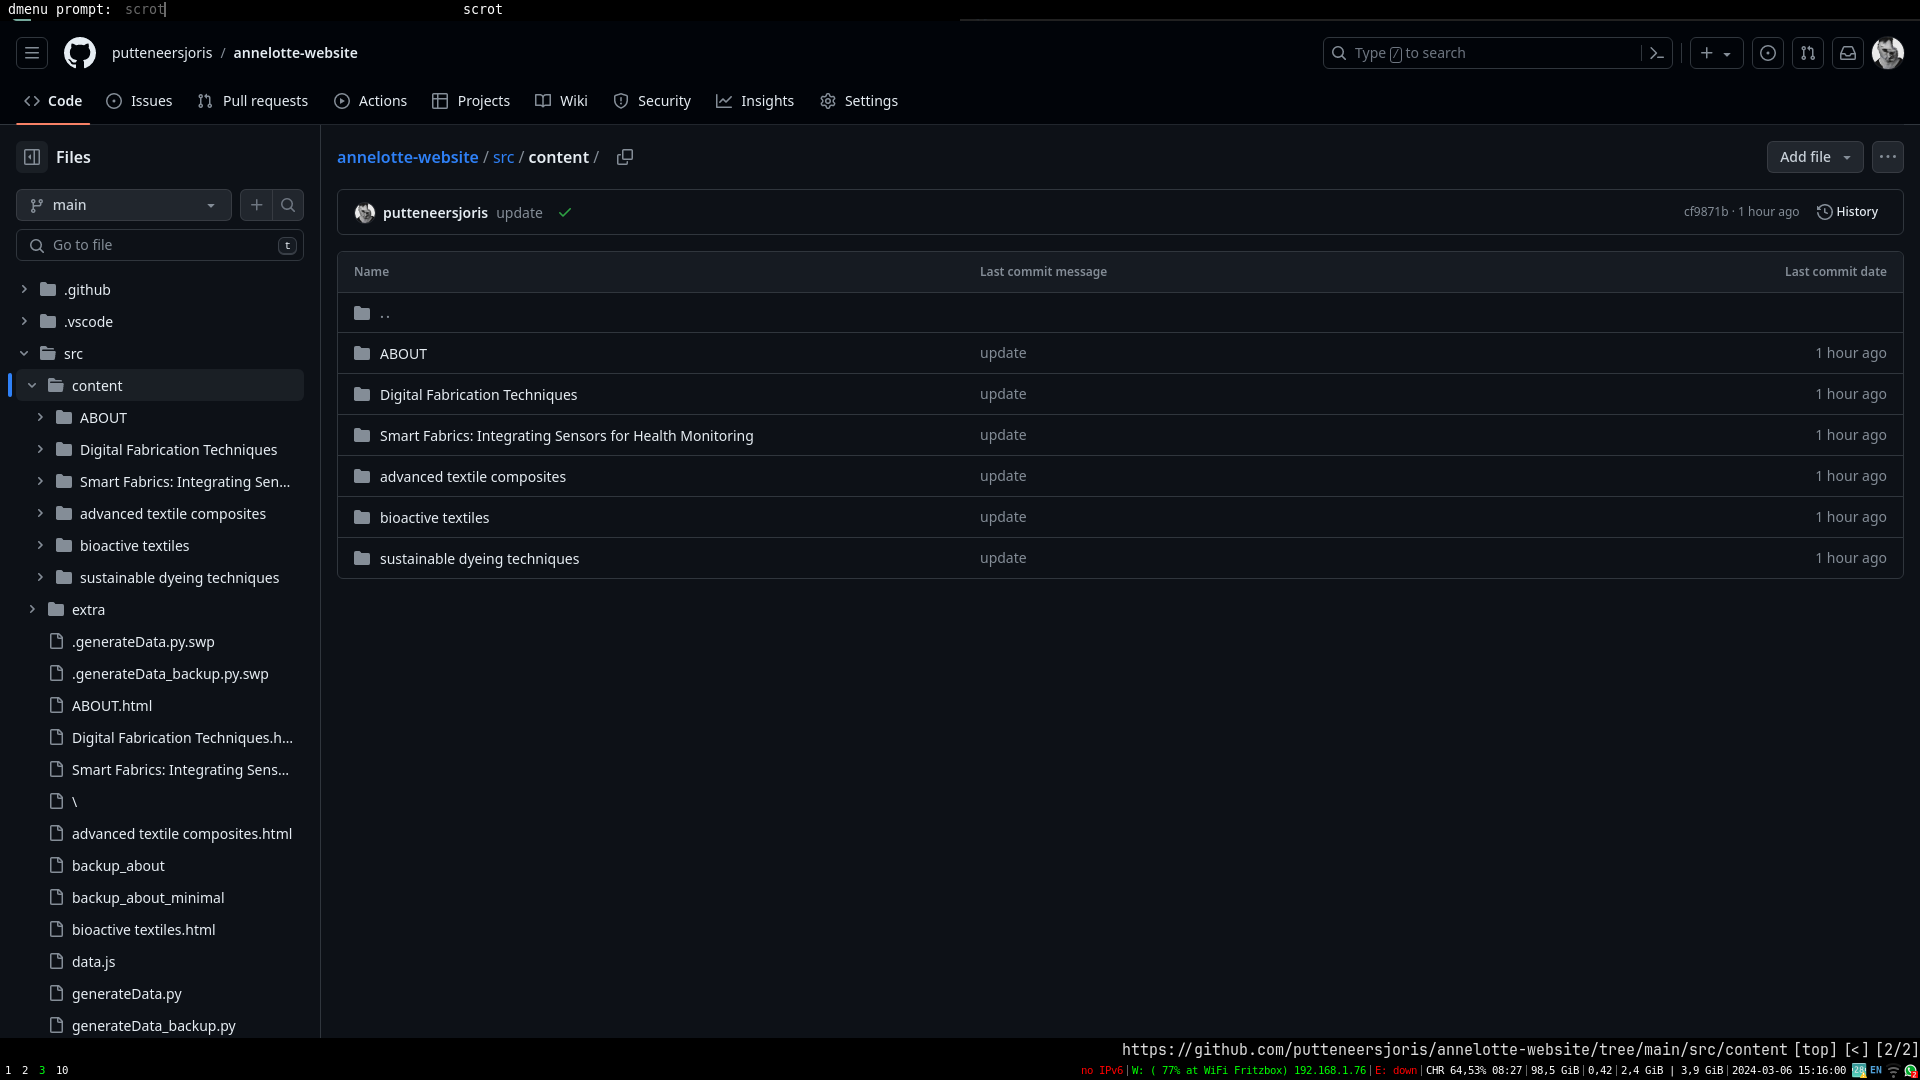 dmenu prompt: scrot scrot
putteneersjoris / annelotte-website Type / to search
Code Issues Pull requests Actions Projects Wiki Security Insights Settings
Files
main
Go to file t
.github
.vscode
src
content
ABOUT
Digital Fabrication Techniques
Smart Fabrics: Integrating Sen...
advanced textile composites
bioactive textiles
sustainable dyeing techniques
extra
.generateData.py.swp
.generateData_backup.py.swp
ABOUT.html
Digital Fabrication Techniques.h...
Smart Fabrics: Integrating Sens...
\
advanced textile composites.html
backup_about
backup_about_minimal
bioactive textiles.html
data.js
generateData.py
generateData_backup.py
annelotte-website / src / content / Add file
putteneersjoris update cf9871b · 1 hour ago History
Name Last commit message Last commit date
..
ABOUT update 1 hour ago
Digital Fabrication Techniques update 1 hour ago
Smart Fabrics: Integrating Sensors for Health Monitoring update 1 hour ago
advanced textile composites update 1 hour ago
bioactive textiles update 1 hour ago
sustainable dyeing techniques update 1 hour ago
https://github.com/putteneersjoris/annelotte-website/tree/main/src/content [top] [<] [2/2]
1 2 3 10 no IPv6|W: ( 77% at WiFi Fritzbox) 192.168.1.76|E: down|CHR 64,53% 08:27|98,5 GiB|0,42|2,4 GiB | 3,9 GiB|2024-03-06 15:16:00 EN